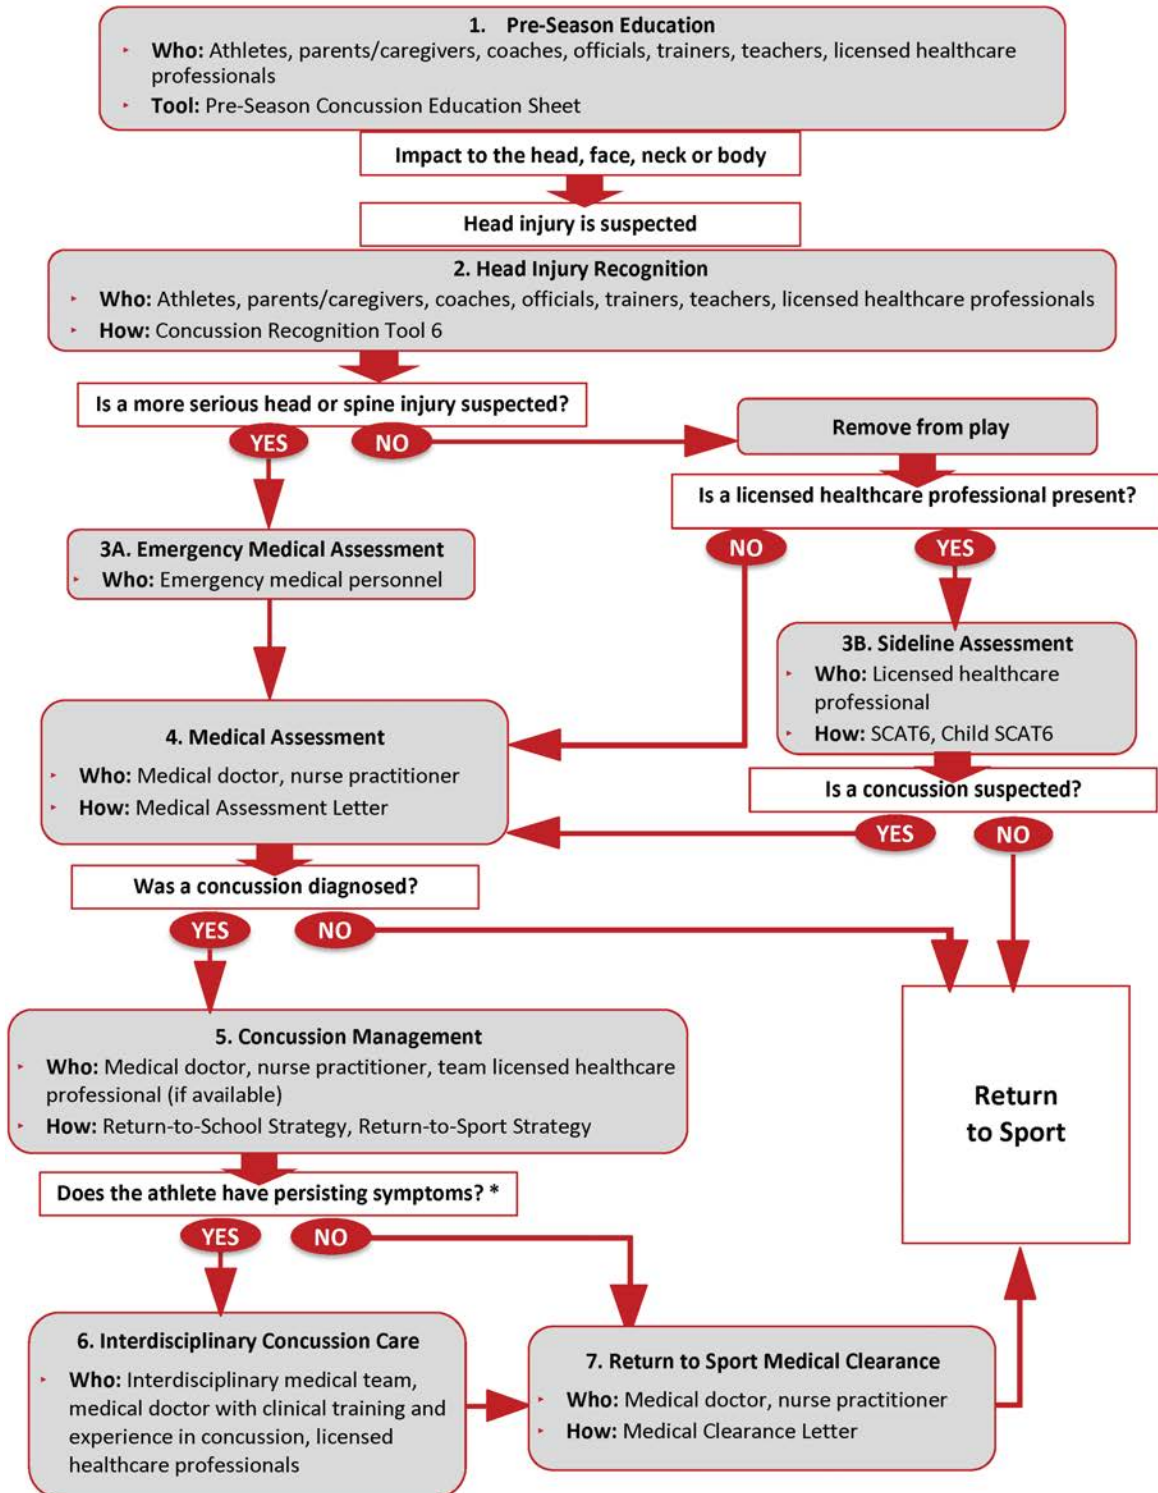 1. Pre-Season Education
‣ Who: Athletes, parents/caregivers, coaches, officials, trainers, teachers, licensed healthcare
professionals
‣ Tool: Pre-Season Concussion Education Sheet
Impact to the head, face, neck or body
Head injury is suspected
2. Head Injury Recognition
‣ Who: Athletes, parents/caregivers, coaches, officials, trainers, teachers, licensed healthcare professionals
‣ How: Concussion Recognition Tool 6
Is a more serious head or spine injury suspected?
YES
NO
Remove from play
Is a licensed healthcare professional present?
NO
YES
3A. Emergency Medical Assessment
‣ Who: Emergency medical personnel
3B. Sideline Assessment
‣ Who: Licensed healthcare
professional
‣ How: SCAT6, Child SCAT6
4. Medical Assessment
‣ Who: Medical doctor, nurse practitioner
‣ How: Medical Assessment Letter
Is a concussion suspected?
YES
NO
Was a concussion diagnosed?
YES
NO
5. Concussion Management
‣ Who: Medical doctor, nurse practitioner, team licensed healthcare
professional (if available)
‣ How: Return-to-School Strategy, Return-to-Sport Strategy
Return
to Sport
Does the athlete have persisting symptoms? *
YES
NO
6. Interdisciplinary Concussion Care
‣ Who: Interdisciplinary medical team,
medical doctor with clinical training and
experience in concussion, licensed
healthcare professionals
7. Return to Sport Medical Clearance
‣ Who: Medical doctor, nurse practitioner
‣ How: Medical Clearance Letter